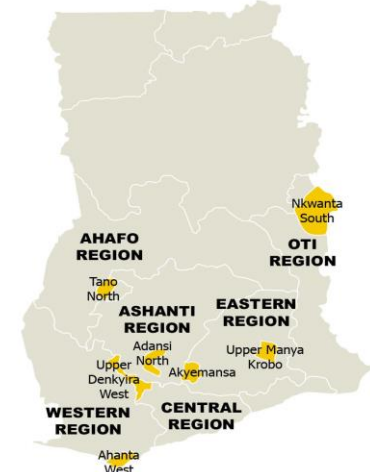 Nkwanta
South
OTI
REGION
AHAFO
REGION
Tano
North
ASHANTI
REGION
EASTERN
REGION
Adansi
North
Upper
Denkyira
West
Akyemansa
Upper Manya
Krobo
WESTERN
REGION
CENTRAL
REGION
Ahanta
West